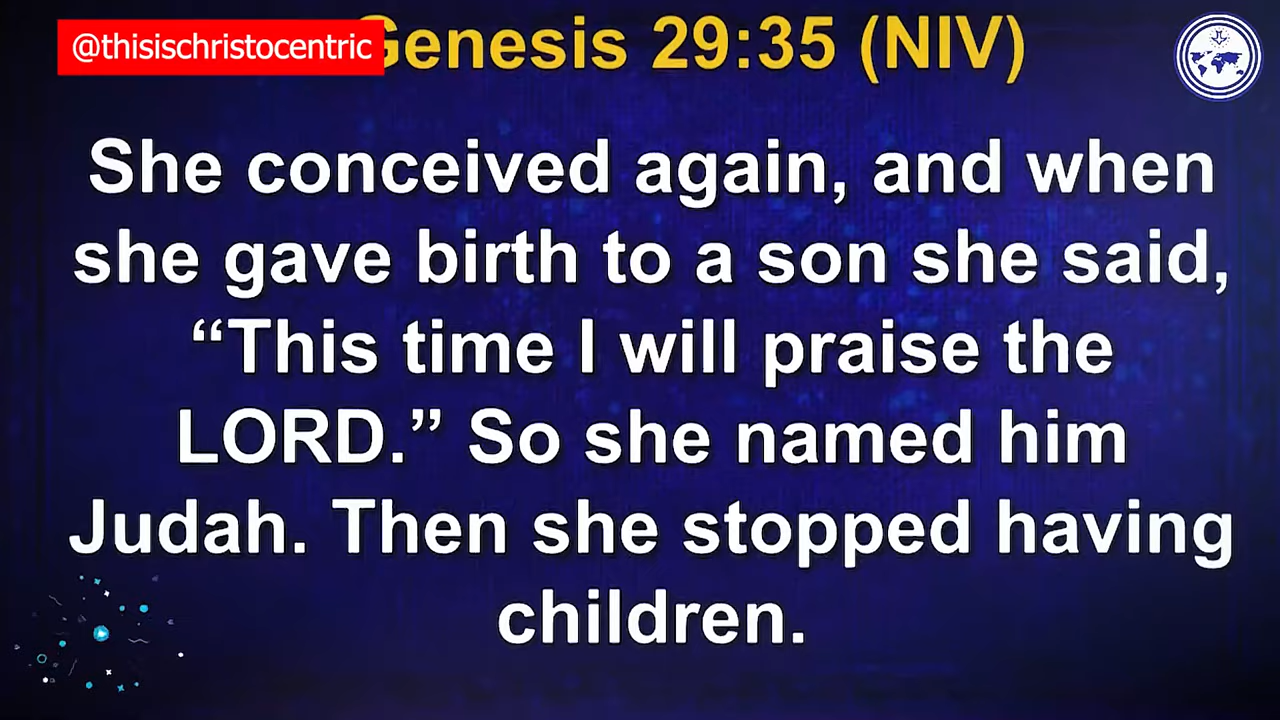 @thisischristocentric
Genesis 29:35 (NIV)
She conceived again, and when
she gave birth to a son she said,
“This time I will praise the
LORD.” So she named him
Judah. Then she stopped having
children.